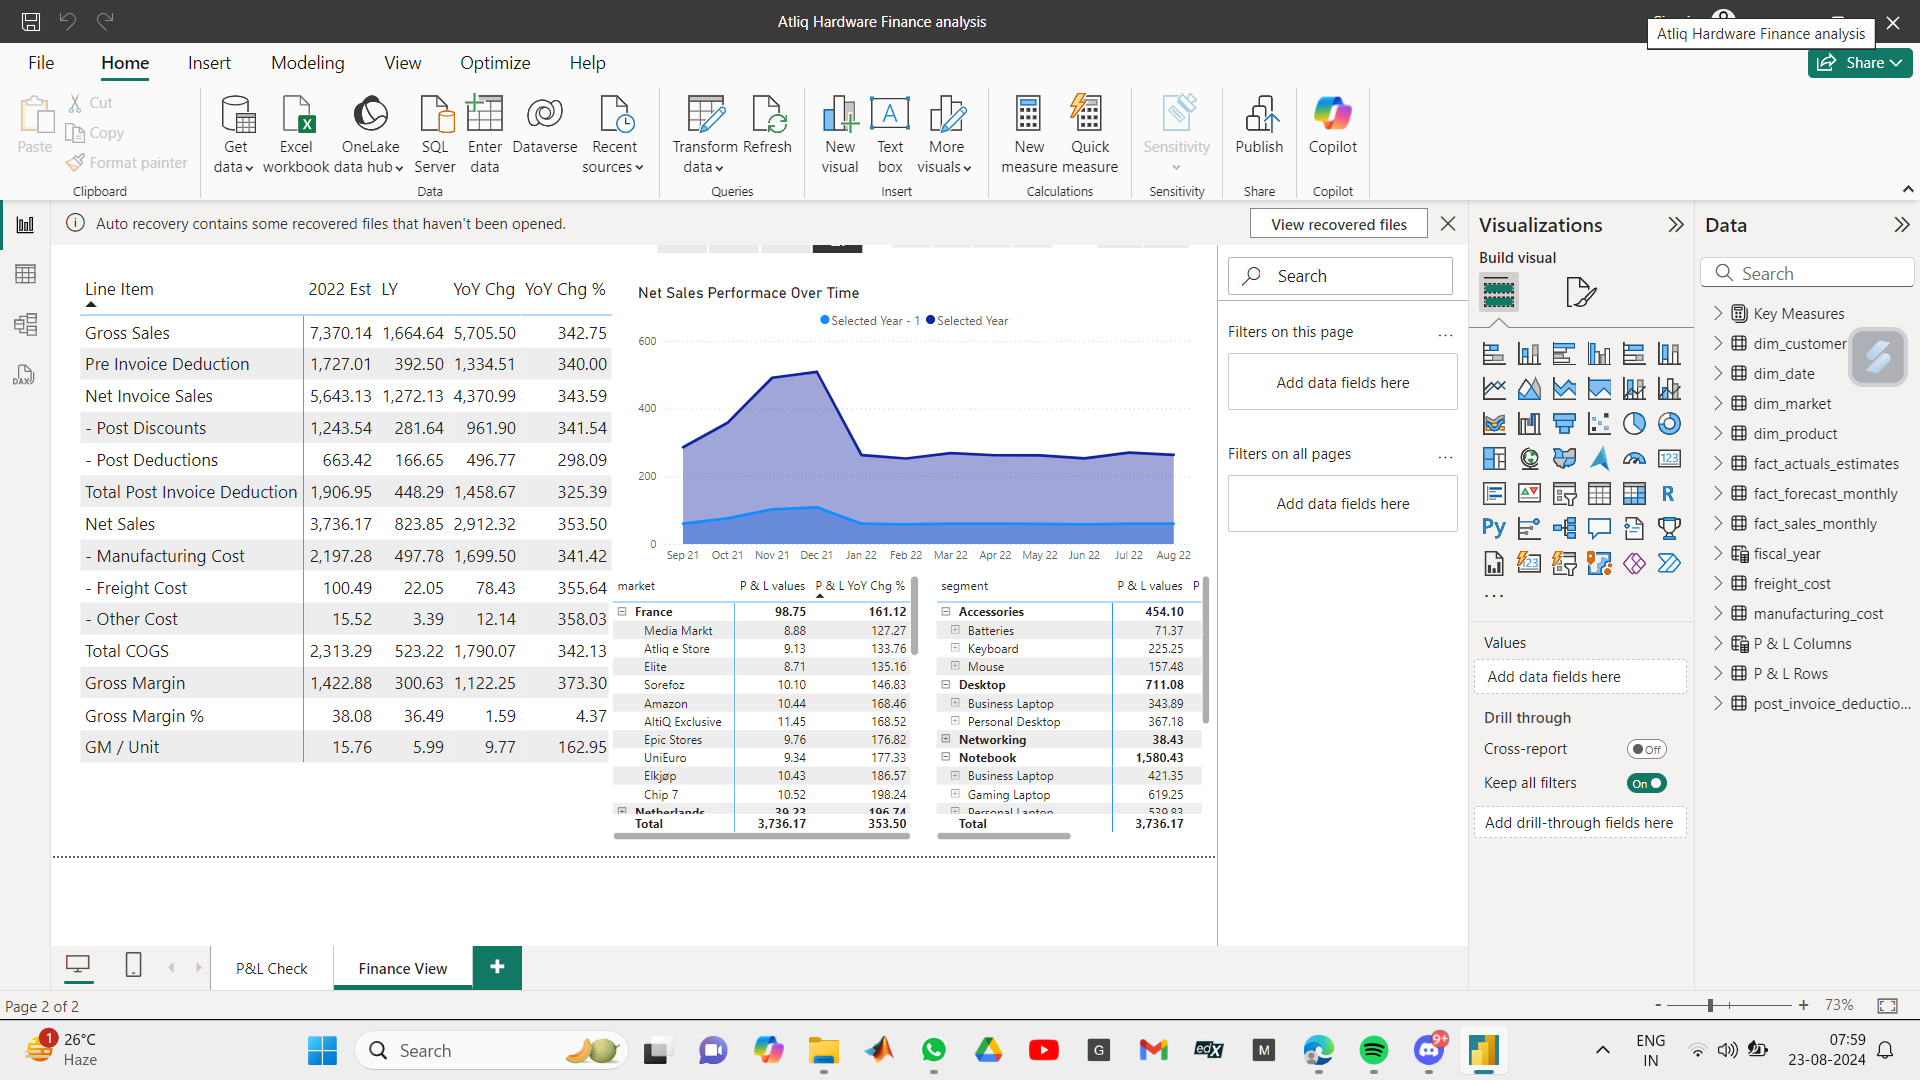 Atliq Hardware Finance analysis
Atliq Hardware Finance analysis
File Home Insert Modeling View Optimize Help
Share
Paste
Cut
Copy
Format painter
Clipboard
Get data
Excel workbook
OneLake data hub
SQL Server
Enter data
Dataverse
Recent sources
Data
Transform data
Refresh
Queries
New visual
Text box
More visuals
Insert
New measure
Quick measure
Calculations
Sensitivity
Sensitivity
Publish
Share
Copilot
Copilot
Auto recovery contains some recovered files that haven't been opened.
View recovered files
Line Item 2022 Est LY YoY Chg YoY Chg %
Gross Sales 7,370.14 1,664.64 5,705.50 342.75
Pre Invoice Deduction 1,727.01 392.50 1,334.51 340.00
Net Invoice Sales 5,643.13 1,272.13 4,370.99 343.59
- Post Discounts 1,243.54 281.64 961.90 341.54
- Post Deductions 663.42 166.65 496.77 298.09
Total Post Invoice Deduction 1,906.95 448.29 1,458.67 325.39
Net Sales 3,736.17 823.85 2,912.32 353.50
- Manufacturing Cost 2,197.28 497.78 1,699.50 341.42
- Freight Cost 100.49 22.05 78.43 355.64
- Other Cost 15.52 3.39 12.14 358.03
Total COGS 2,313.29 523.22 1,790.07 342.13
Gross Margin 1,422.88 300.63 1,122.25 373.30
Gross Margin % 38.08 36.49 1.59 4.37
GM / Unit 15.76 5.99 9.77 162.95
Net Sales Performace Over Time
Selected Year - 1 Selected Year
600
400
200
0
Sep 21 Oct 21 Nov 21 Dec 21 Jan 22 Feb 22 Mar 22 Apr 22 May 22 Jun 22 Jul 22 Aug 22
market P & L values P & L YoY Chg %
France 98.75 161.12
Media Markt 8.88 127.27
Atliq e Store 9.13 133.76
Elite 8.71 135.16
Sorefoz 10.10 146.83
Amazon 10.44 168.46
AltiQ Exclusive 11.45 168.52
Epic Stores 9.76 176.82
UniEuro 9.34 177.33
Elkjøp 10.43 186.57
Chip 7 10.52 198.24
Netherlands 39.23 196.74
Total 3,736.17 353.50
segment P & L values P
Accessories 454.10
Batteries 71.37
Keyboard 225.25
Mouse 157.48
Desktop 711.08
Business Laptop 343.89
Personal Desktop 367.18
Networking 38.43
Notebook 1,580.43
Business Laptop 421.35
Gaming Laptop 619.25
Personal Laptop 539.83
Total 3,736.17
Search
Filters on this page ...
Add data fields here
Filters on all pages ...
Add data fields here
Visualizations
Build visual
123
R
Py
123
...
Values
Add data fields here
Drill through
Cross-report Off
Keep all filters On
Add drill-through fields here
Data
Search
Key Measures
dim_customer
dim_date
dim_market
dim_product
fact_actuals_estimates
fact_forecast_monthly
fact_sales_monthly
fiscal_year
freight_cost
manufacturing_cost
P & L Columns
P & L Rows
post_invoice_deductio...
DAX
P&L Check Finance View +
Page 2 of 2
- + 73%
1
26°C
Haze
Search
G
edX
M
9+
ENG
IN
07:59
23-08-2024